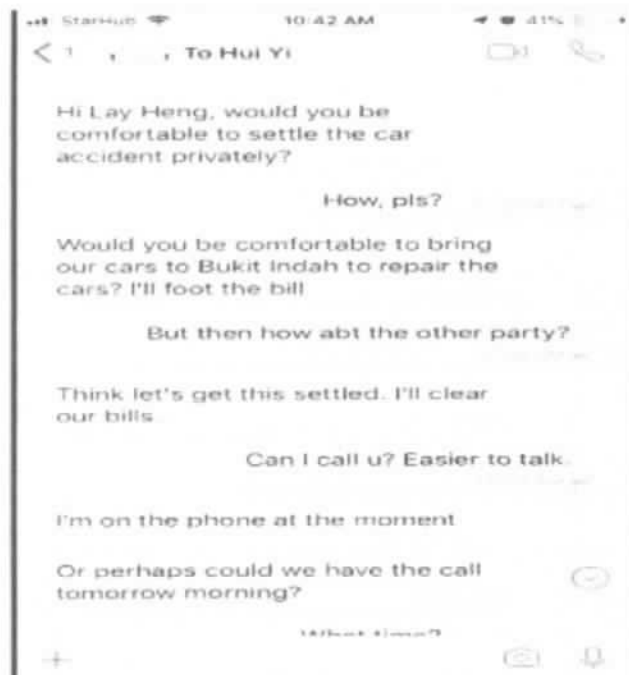 StarHub 10:42 AM 41%
To Hui Yi
Hi Lay Heng, would you be
comfortable to settle the car
accident privately?
How, pls?
Would you be comfortable to bring
our cars to Bukit Indah to repair the
cars? I'll foot the bill
But then how abt the other party?
Think let's get this settled. I'll clear
our bills
Can I call u? Easier to talk.
I'm on the phone at the moment
Or perhaps could we have the call
tomorrow morning?
What time?